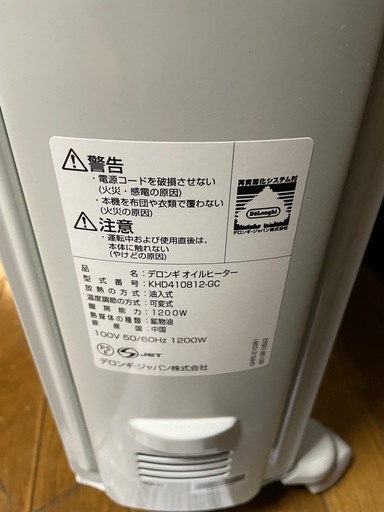 警告
・電源コードを破損させない
(火災・感電の原因)
・本機を布団や衣類で覆わない
(火災の原因)
注意
・運転中および使用直後は、
本体に触れない
(やけどの原因)
再資源化システム付
DeLonghi
デロンギ・ジャパン株式会社
品名：デロンギ オイルヒーター
型式番号：KHD410812-GC
放熱の方式：油入式
温度調節の方式：可変式
暖房能力：1200W
熱媒体の種類：鉱物油
原産：中国
100V 50/60Hz 1200W
PS
E
JET
デロンギ・ジャパン株式会社